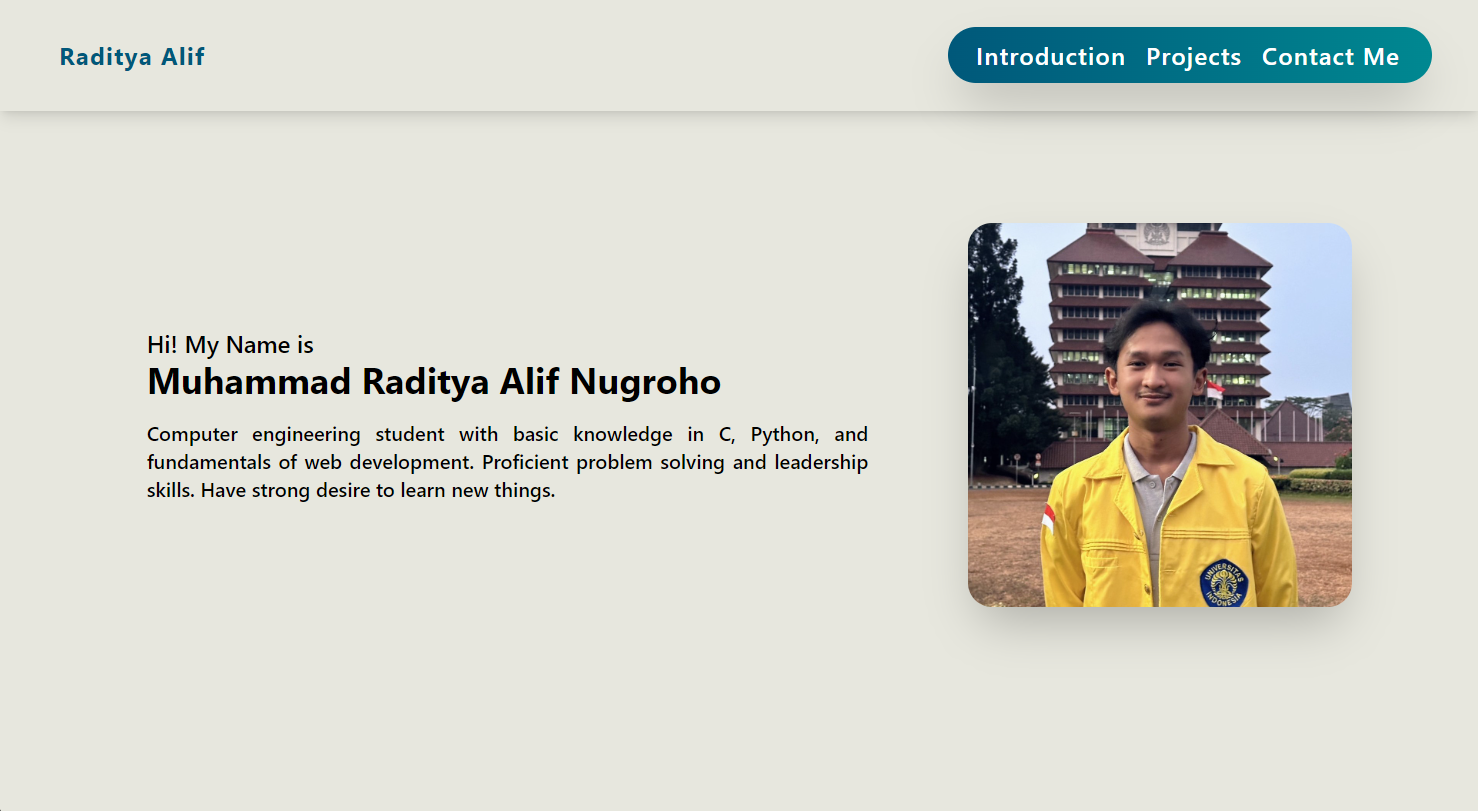 Raditya Alif
Introduction Projects Contact Me
Hi! My Name is
Muhammad Raditya Alif Nugroho
Computer engineering student with basic knowledge in C, Python, and
fundamentals of web development. Proficient problem solving and leadership
skills. Have strong desire to learn new things.
UNIVERSITAS
INDONESIA